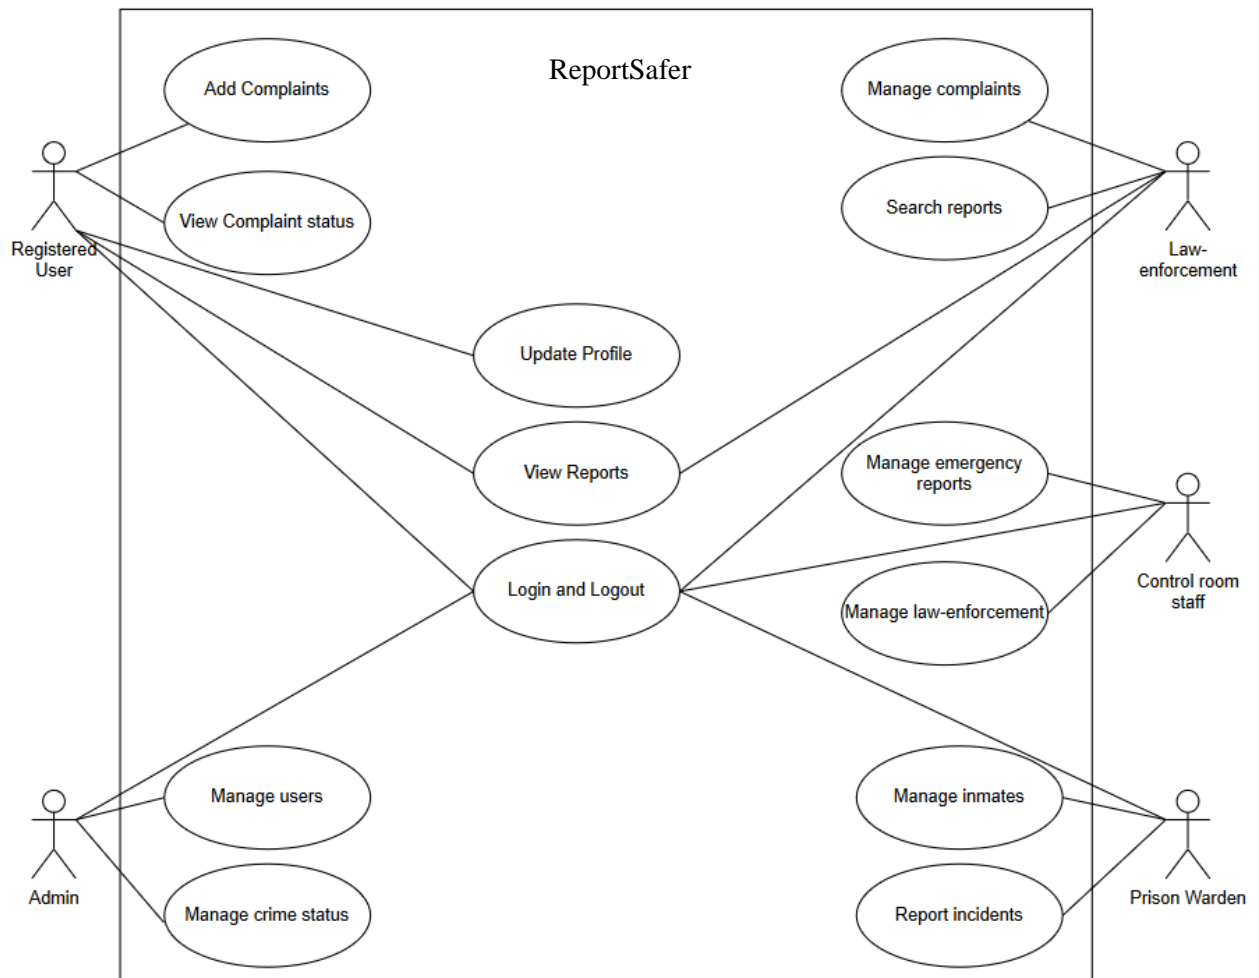 ReportSafer
Add Complaints
Manage complaints
View Complaint status
Search reports
Registered
User
Law-
enforcement
Update Profile
View Reports
Manage emergency
reports
Login and Logout
Control room
staff
Manage law-enforcement
Manage users
Manage inmates
Admin
Manage crime status
Report incidents
Prison Warden